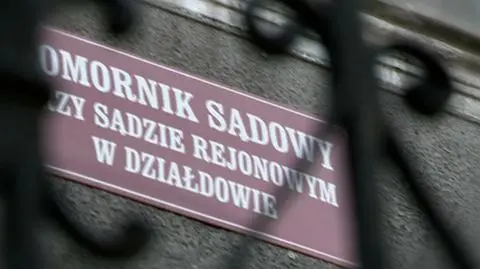 OMORNIK SĄDOWY
ZY SĄDZIE REJONOWYM
W DZIAŁDOWIE